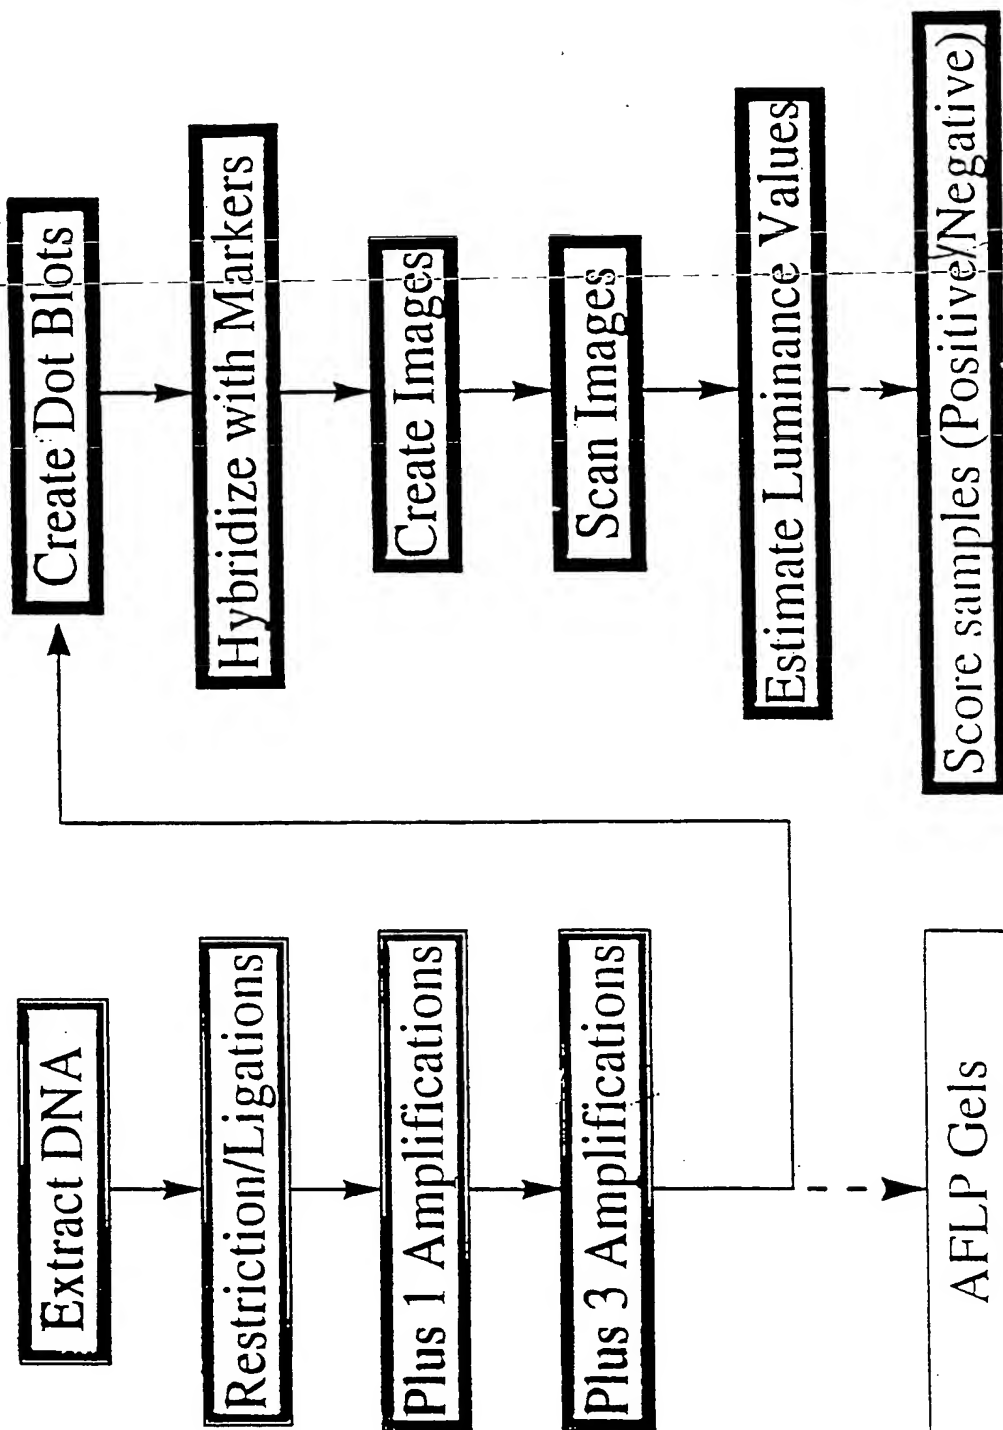 Extract DNA
Restriction/Ligations
Plus 1 Amplifications
Plus 3 Amplifications
AFLP Gels
Create Dot Blots
Hybridize with Markers
Create Images
Scan Images
Estimate Luminance Values
Score samples (Positive/Negative)